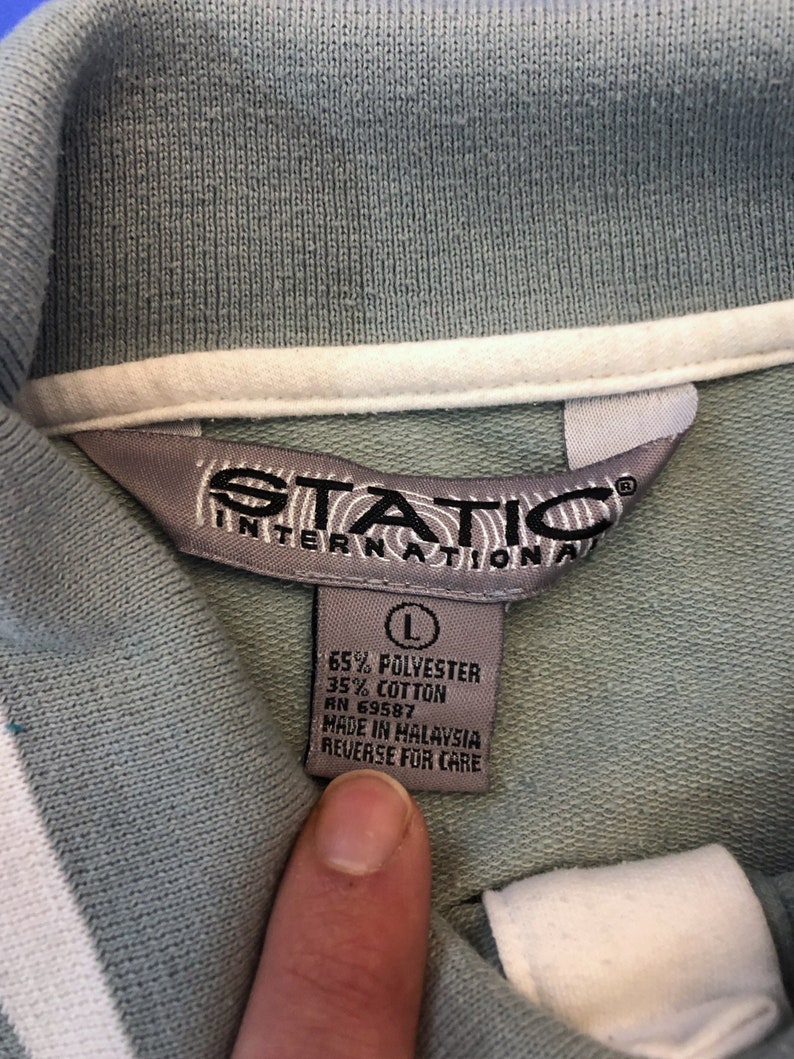 STATIC®
INTERNATIONAL
L
65% POLYESTER
35% COTTON
RN 69587
MADE IN MALAYSIA
REVERSE FOR CARE